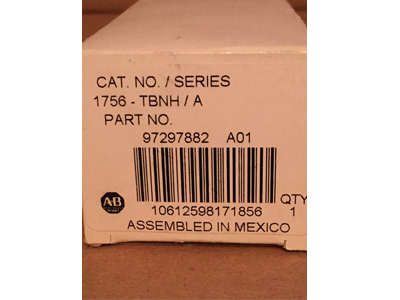 CAT. NO. / SERIES
1756 - TBNH / A
PART NO.
97297882 A01
AB
QTY
10612598171856 1
ASSEMBLED IN MEXICO